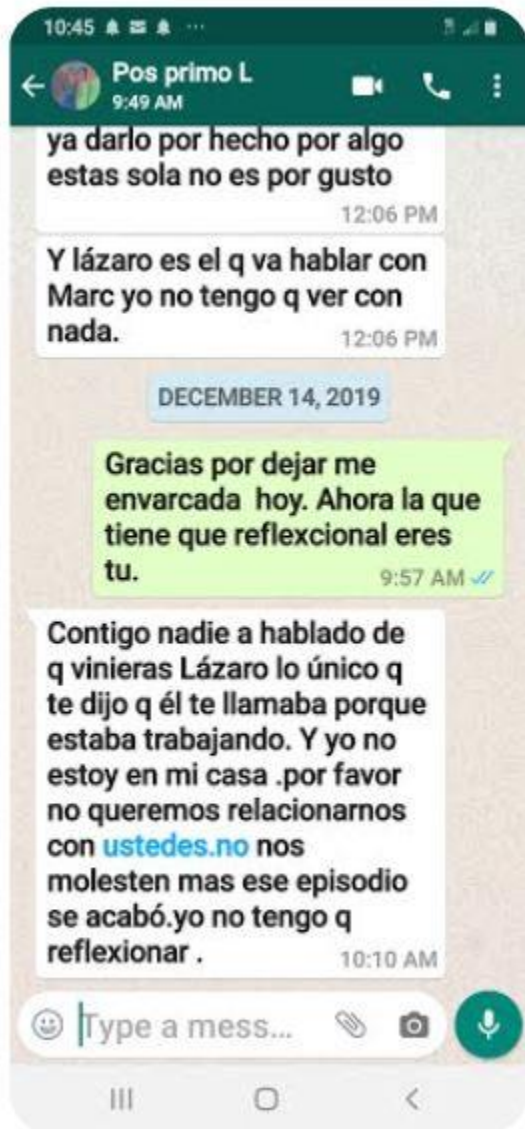 10:45
Pos primo L
9:49 AM
ya darlo por hecho por algo
estas sola no es por gusto
12:06 PM
Y lázaro es el q va hablar con
Marc yo no tengo q ver con
nada.
12:06 PM
DECEMBER 14, 2019
Gracias por dejar me
envarcada hoy. Ahora la que
tiene que reflexcional eres
tu.
9:57 AM
Contigo nadie a hablado de
q vinieras Lázaro lo único q
te dijo q él te llamaba porque
estaba trabajando. Y yo no
estoy en mi casa .por favor
no queremos relacionarnos
con ustedes.no nos
molesten mas ese episodio
se acabó.yo no tengo q
reflexionar .
10:10 AM
Type a mess...